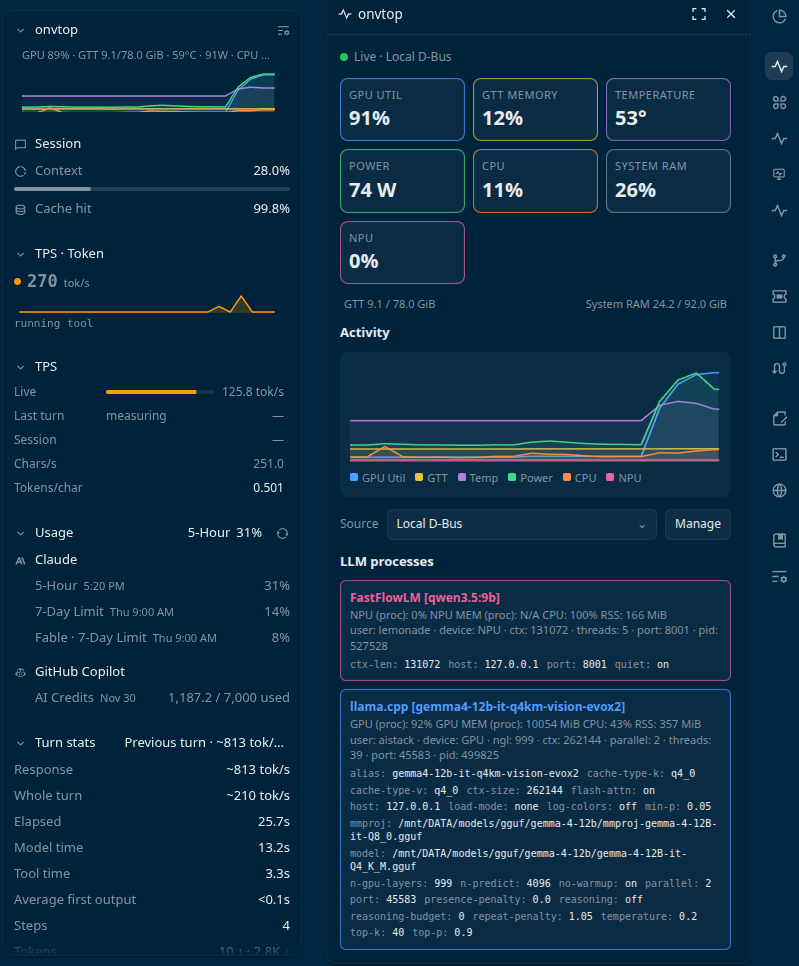 onvtop
GPU 89% · GTT 9.1/78.0 GiB · 59°C · 91W · CPU ...
Session
Context 28.0%
Cache hit 99.8%
TPS · Token
270 tok/s
running tool
TPS
Live 125.8 tok/s
Last turn measuring —
Session —
Chars/s 251.0
Tokens/char 0.501
Usage 5-Hour 31%
Claude
5-Hour 5:20 PM 31%
7-Day Limit Thu 9:00 AM 14%
Fable · 7-Day Limit Thu 9:00 AM 8%
GitHub Copilot
AI Credits Nov 30 1,187.2 / 7,000 used
Turn stats Previous turn · ~813 tok/...
Response ~813 tok/s
Whole turn ~210 tok/s
Elapsed 25.7s
Model time 13.2s
Tool time 3.3s
Average first output <0.1s
Steps 4
Tokens 10 ↑ · 2.8K ↓
onvtop
Live · Local D-Bus
GPU UTIL
91%
GTT MEMORY
12%
TEMPERATURE
53°
POWER
74 W
CPU
11%
SYSTEM RAM
26%
NPU
0%
GTT 9.1 / 78.0 GiB System RAM 24.2 / 92.0 GiB
Activity
GPU Util GTT Temp Power CPU NPU
Source Local D-Bus Manage
LLM processes
FastFlowLM [qwen3.5:9b]
NPU (proc): 0% NPU MEM (proc): N/A CPU: 100% RSS: 166 MiB
user: lemonade · device: NPU · ctx: 131072 · threads: 5 · port: 8001 · pid:
527528
ctx-len: 131072 host: 127.0.0.1 port: 8001 quiet: on
llama.cpp [gemma4-12b-it-q4km-vision-evox2]
GPU (proc): 92% GPU MEM (proc): 10054 MiB CPU: 43% RSS: 357 MiB
user: aistack · device: GPU · ngl: 999 · ctx: 262144 · parallel: 2 · threads:
39 · port: 45583 · pid: 499825
alias: gemma4-12b-it-q4km-vision-evox2 cache-type-k: q4_0
cache-type-v: q4_0 ctx-size: 262144 flash-attn: on
host: 127.0.0.1 load-mode: none log-colors: off min-p: 0.05
mmproj: /mnt/DATA/models/gguf/gemma-4-12b/mmproj-gemma-4-12B-
it-Q8_0.gguf
model: /mnt/DATA/models/gguf/gemma-4-12b/gemma-4-12B-it-
Q4_K_M.gguf
n-gpu-layers: 999 n-predict: 4096 no-warmup: on parallel: 2
port: 45583 presence-penalty: 0.0 reasoning: off
reasoning-budget: 0 repeat-penalty: 1.05 temperature: 0.2
top-k: 40 top-p: 0.9